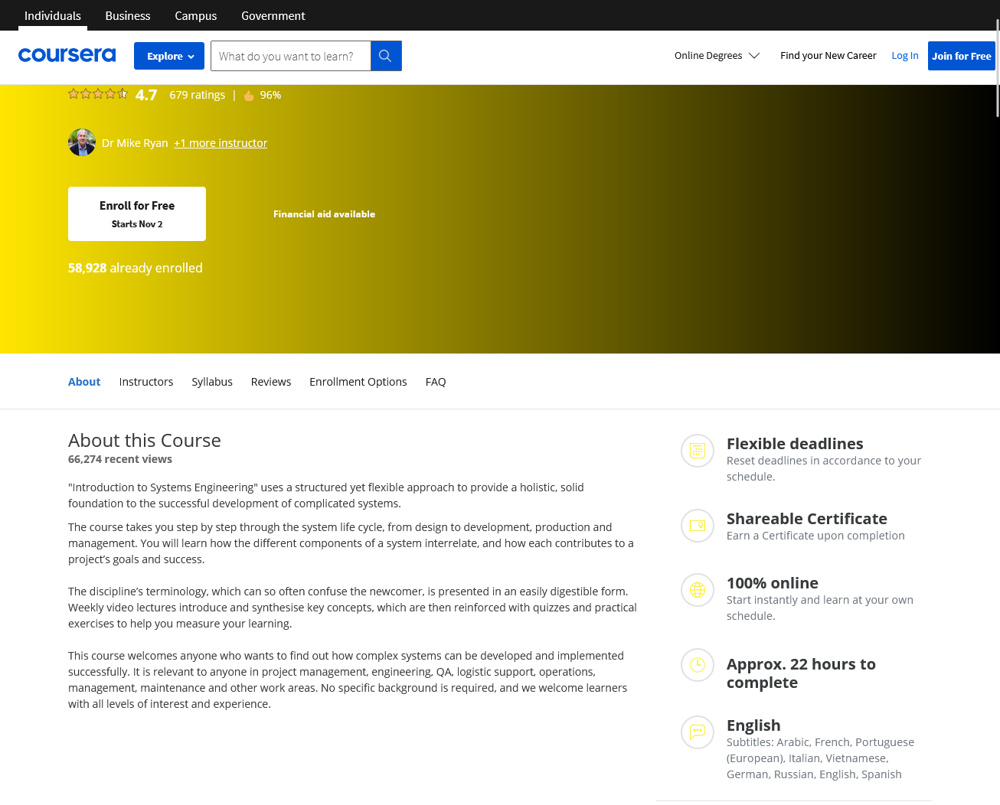 Individuals Business Campus Government
coursera Explore What do you want to learn? Online Degrees Find your New Career Log In Join for Free
4.7 679 ratings | 96%
Dr Mike Ryan +1 more instructor
Enroll for Free
Starts Nov 2
Financial aid available
58,928 already enrolled
About Instructors Syllabus Reviews Enrollment Options FAQ
About this Course
66,274 recent views
"Introduction to Systems Engineering" uses a structured yet flexible approach to provide a holistic, solid
foundation to the successful development of complicated systems.
The course takes you step by step through the system life cycle, from design to development, production and
management. You will learn how the different components of a system interrelate, and how each contributes to a
project’s goals and success.
The discipline’s terminology, which can so often confuse the newcomer, is presented in an easily digestible form.
Weekly video lectures introduce and synthesise key concepts, which are then reinforced with quizzes and practical
exercises to help you measure your learning.
This course welcomes anyone who wants to find out how complex systems can be developed and implemented
successfully. It is relevant to anyone in project management, engineering, QA, logistic support, operations,
management, maintenance and other work areas. No specific background is required, and we welcome learners
with all levels of interest and experience.
Flexible deadlines
Reset deadlines in accordance to your
schedule.
Shareable Certificate
Earn a Certificate upon completion
100% online
Start instantly and learn at your own
schedule.
Approx. 22 hours to
complete
English
Subtitles: Arabic, French, Portuguese
(European), Italian, Vietnamese,
German, Russian, English, Spanish